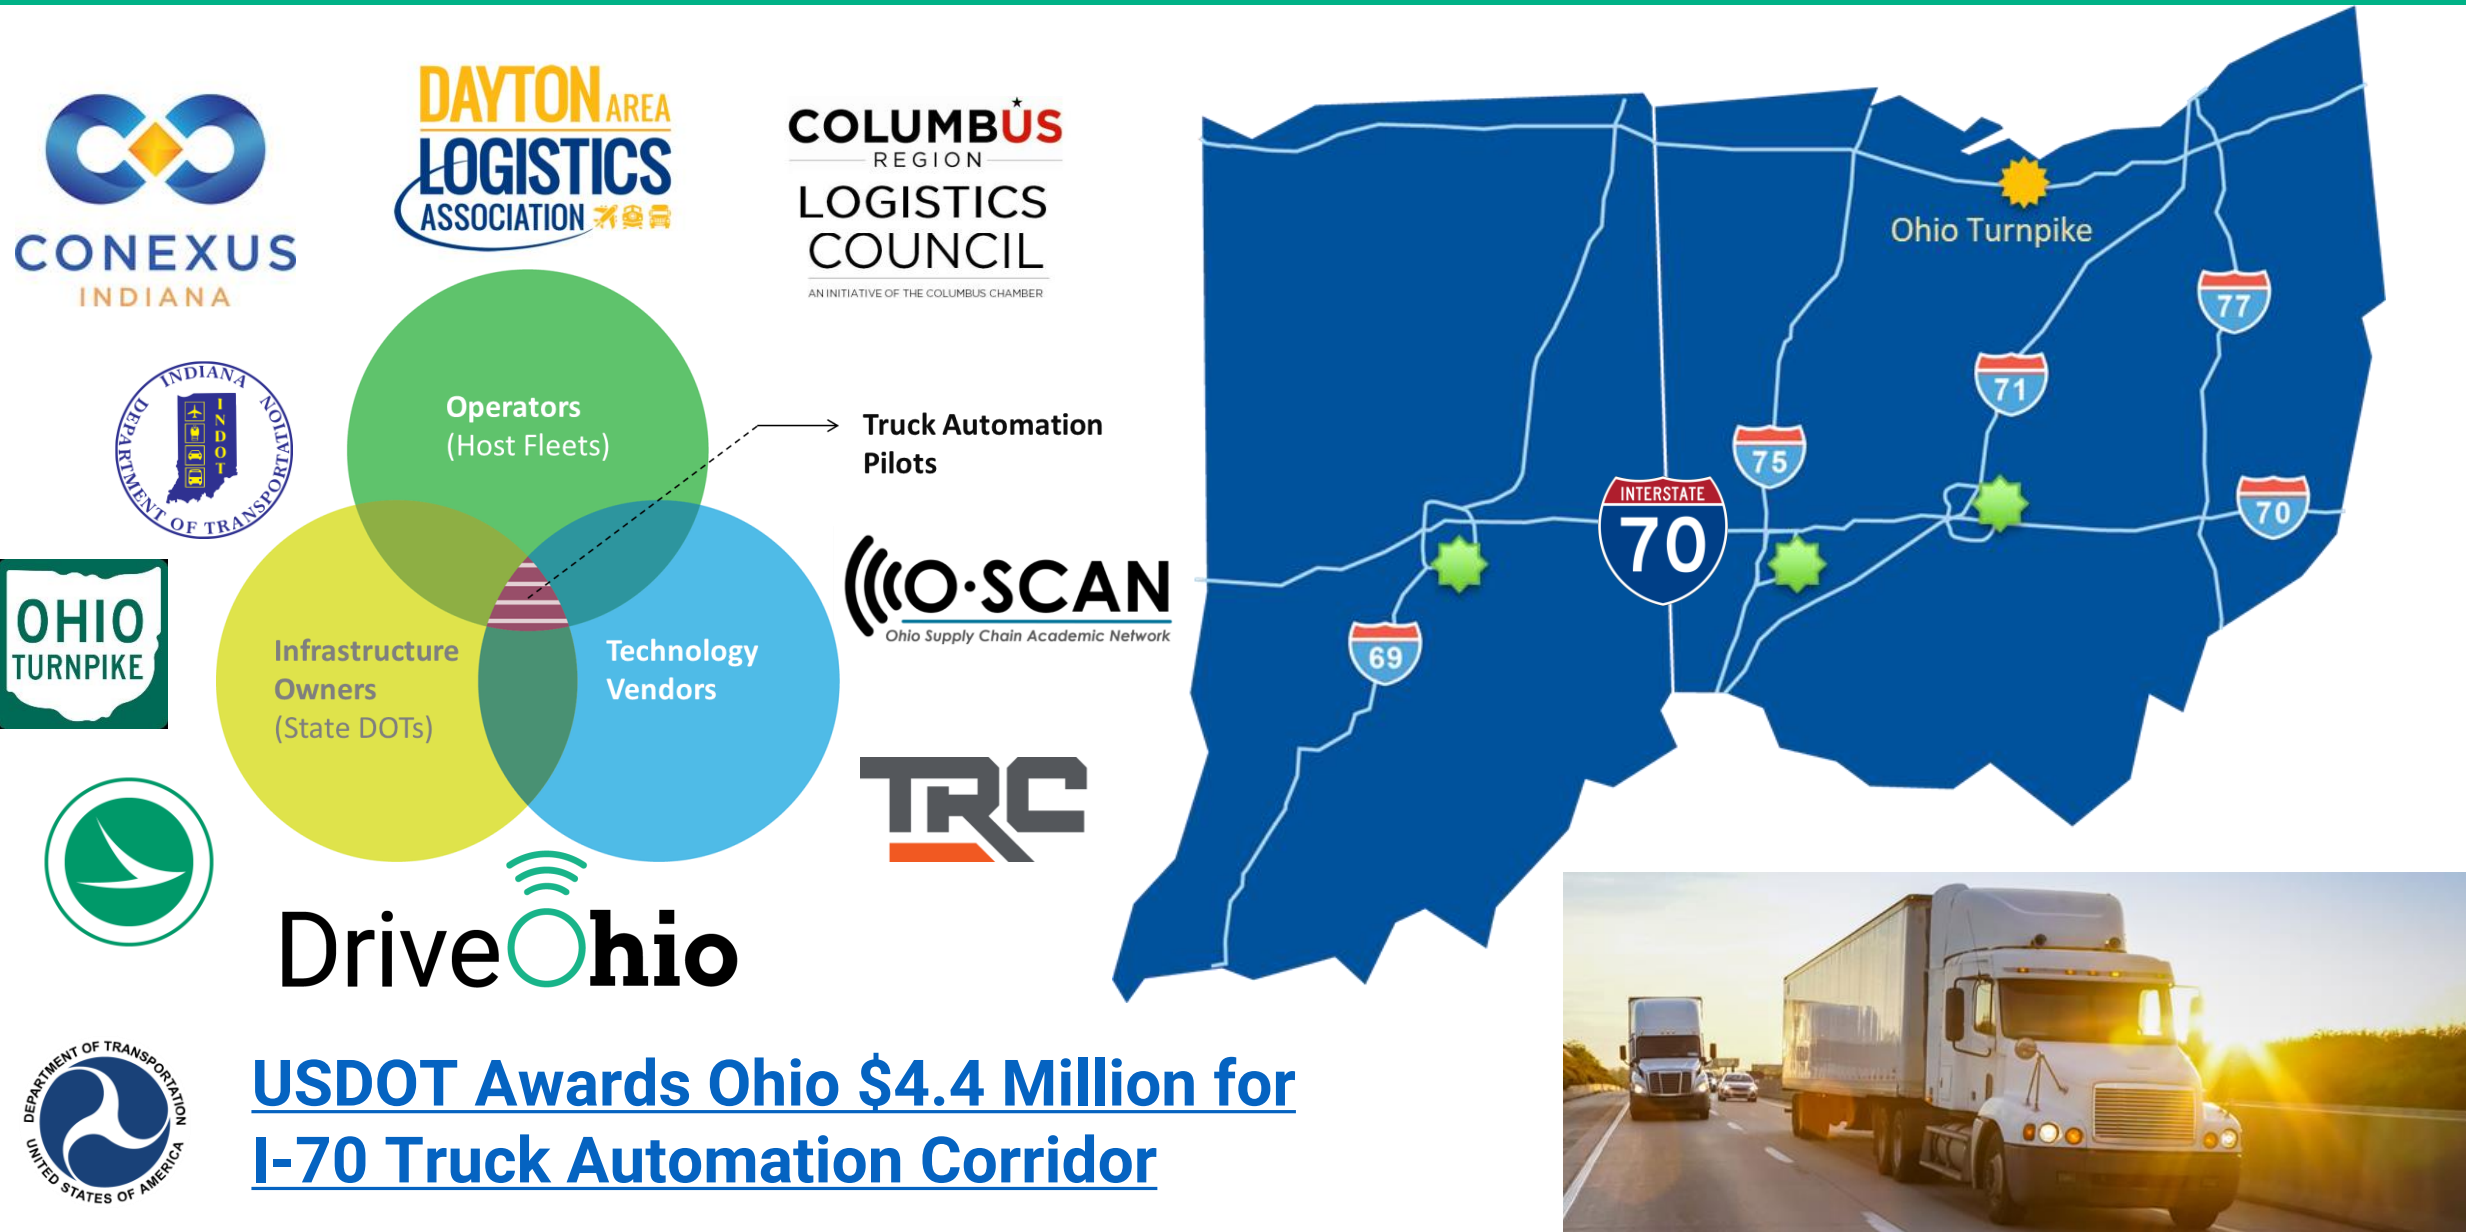 CONEXUS
INDIANA
DAYTON AREA
LOGISTICS
ASSOCIATION
COLUMBUS
REGION
LOGISTICS
COUNCIL
AN INITIATIVE OF THE COLUMBUS CHAMBER
INDIANA
DEPARTMENT OF TRANSPORTATION
INDOT
OHIO
TURNPIKE
Operators
(Host Fleets)
Infrastructure
Owners
(State DOTs)
Technology
Vendors
Truck Automation
Pilots
O·SCAN
Ohio Supply Chain Academic Network
TRC
DriveOhio
DEPARTMENT OF TRANSPORTATION
UNITED STATES OF AMERICA
USDOT Awards Ohio $4.4 Million for
I-70 Truck Automation Corridor
Ohio Turnpike
77
71
75
INTERSTATE
70
70
69